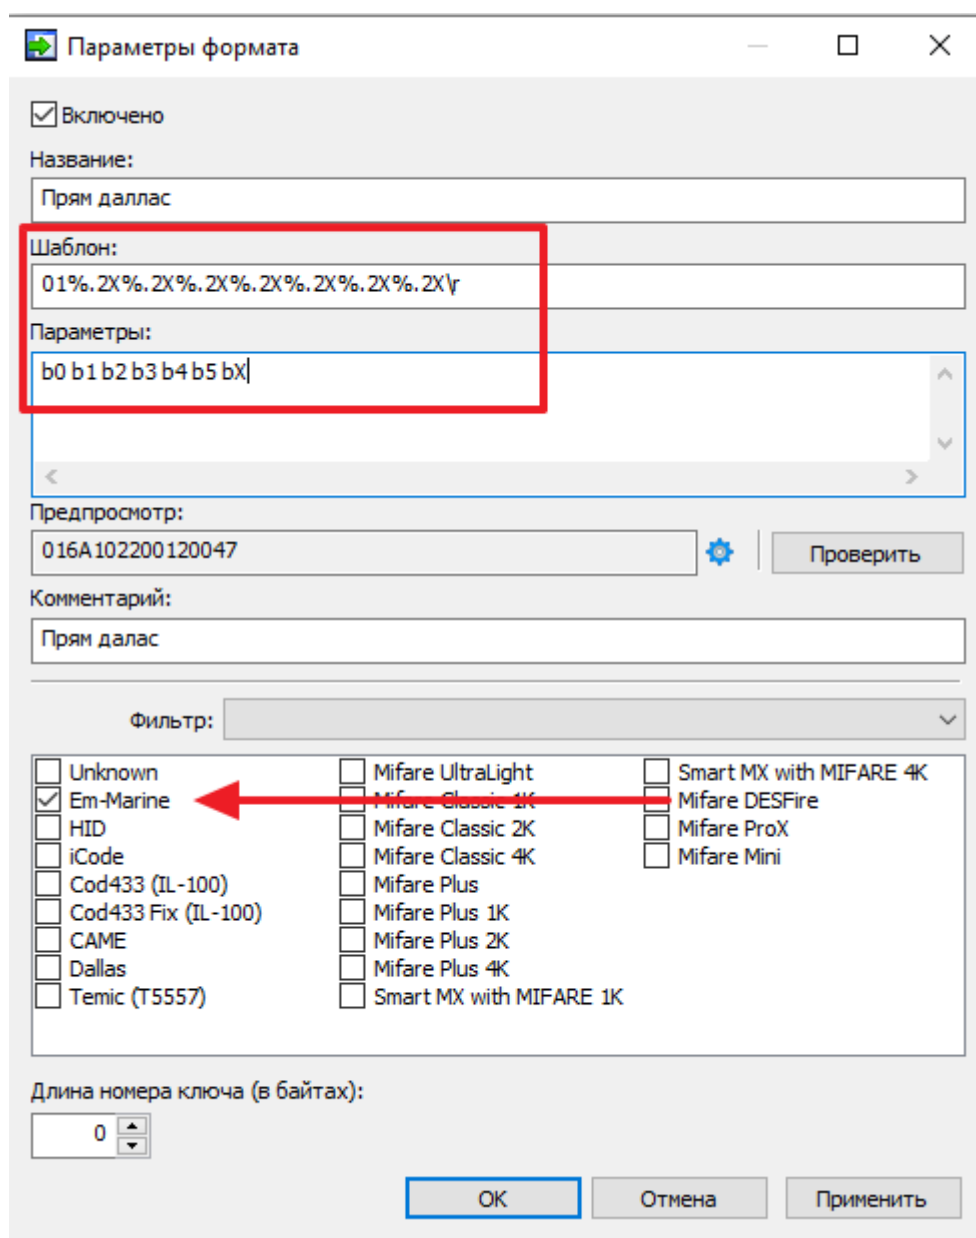 Параметры формата
Включено
Название:
Прям даллас
Шаблон:
01%.2X%.2X%.2X%.2X%.2X%.2X%.2X\r
Параметры:
b0 b1 b2 b3 b4 b5 bX
Предпросмотр:
016A102200120047
Проверить
Комментарий:
Прям далас
Фильтр:
Unknown Mifare UltraLight Smart MX with MIFARE 4K
Em-Marine Mifare Classic 1K Mifare DESFire
HID Mifare Classic 2K Mifare ProX
iCode Mifare Classic 4K Mifare Mini
Cod433 (IL-100) Mifare Plus
Cod433 Fix (IL-100) Mifare Plus 1K
CAME Mifare Plus 2K
Dallas Mifare Plus 4K
Temic (T5557) Smart MX with MIFARE 1K
Длина номера ключа (в байтах):
0
ОК Отмена Применить